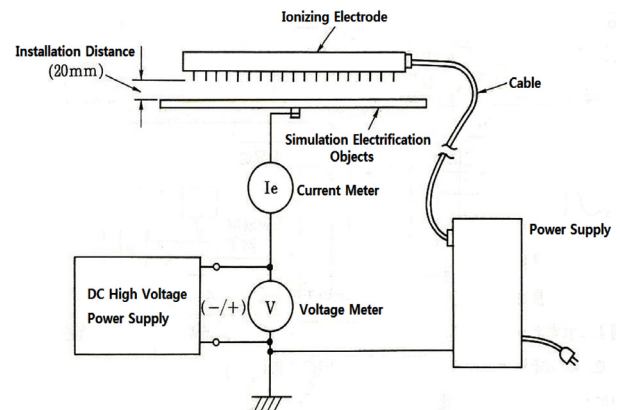 Ionizing Electrode
Installation Distance
(20mm)
Cable
Simulation Electrification
Objects
Ie
Current Meter
Power Supply
DC High Voltage
Power Supply
(−/+)
V
Voltage Meter